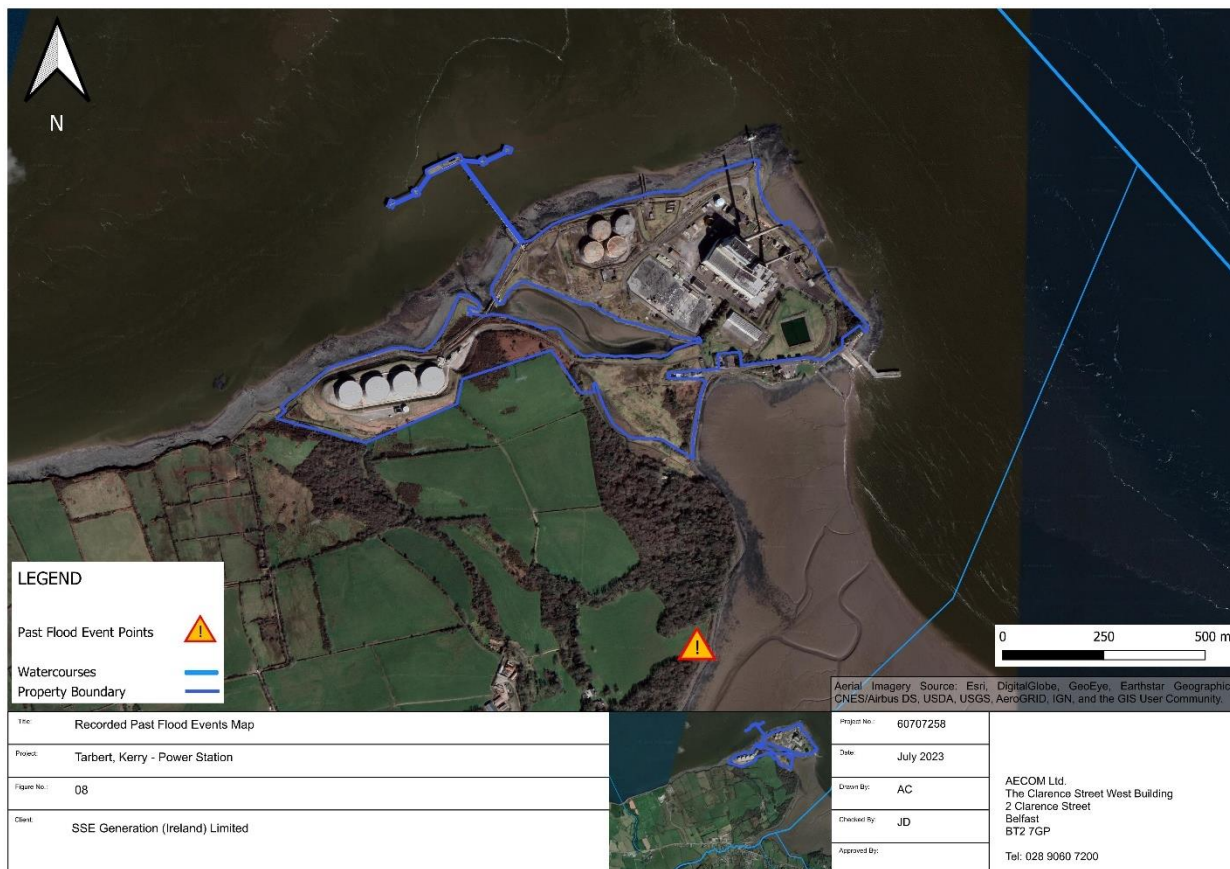 N
LEGEND
Past Flood Event Points
Watercourses
Property Boundary
0 250 500 m
Aerial Imagery Source: Esri, DigitalGlobe, GeoEye, Earthstar Geographic
CNES/Airbus DS, USDA, USGS, AeroGRID, IGN, and the GIS User Community.
Title: Recorded Past Flood Events Map
Project: Tarbert, Kerry - Power Station
Figure No.: 08
Client: SSE Generation (Ireland) Limited
Project No.: 60707258
Date: July 2023
Drawn By: AC
Checked By: JD
Approved By:
AECOM Ltd.
The Clarence Street West Building
2 Clarence Street
Belfast
BT2 7GP
Tel: 028 9060 7200